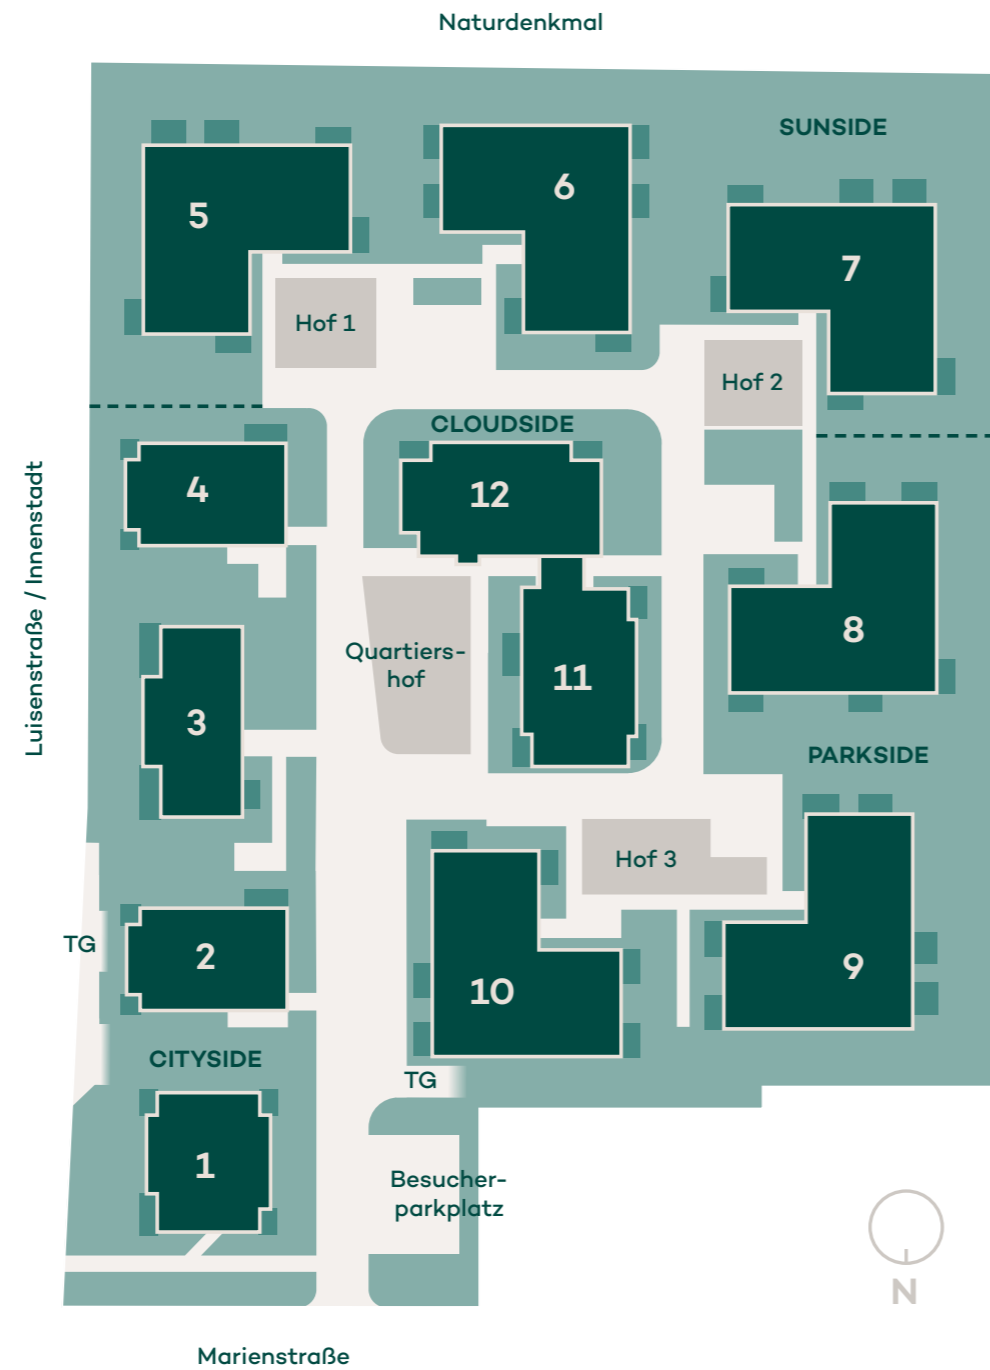 Naturdenkmal
SUNSIDE
5
6
7
Hof 1
Hof 2
CLOUDSIDE
4
12
Luisenstraße / Innenstadt
8
Quartiers-
hof
11
3
PARKSIDE
Hof 3
TG
2
10
9
CITYSIDE
TG
1
Besucher-
parkplatz
N
Marienstraße